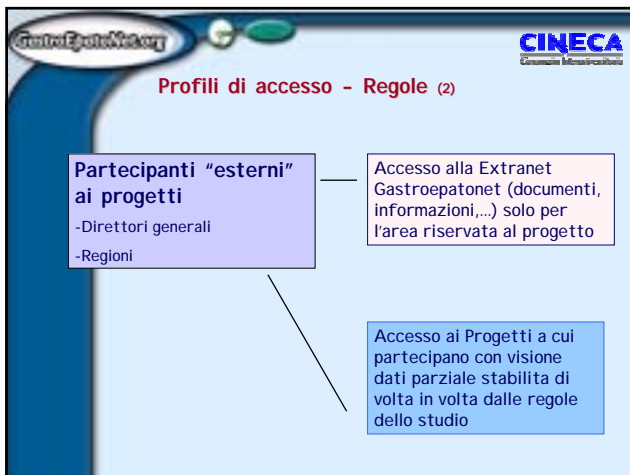 GastroEpatoNet.org
CINECA
Consorzio Interuniversitario
Profili di accesso - Regole (2)
Partecipanti “esterni”
ai progetti
-Direttori generali
-Regioni
Accesso alla Extranet
Gastroepatonet (documenti,
informazioni,...) solo per
l’area riservata al progetto
Accesso ai Progetti a cui
partecipano con visione
dati parziale stabilita di
volta in volta dalle regole
dello studio